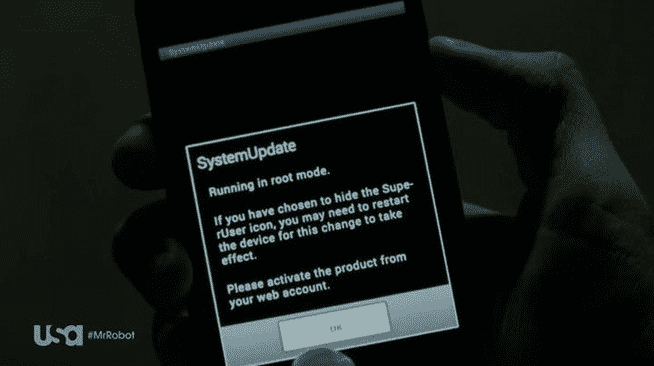 SystemUpdate
SystemUpdate
Running in root mode.
If you have chosen to hide the Supe-
rUser icon, you may need to restart
the device for this change to take
effect.
Please activate the product from
your web account.
OK
usa #MrRobot